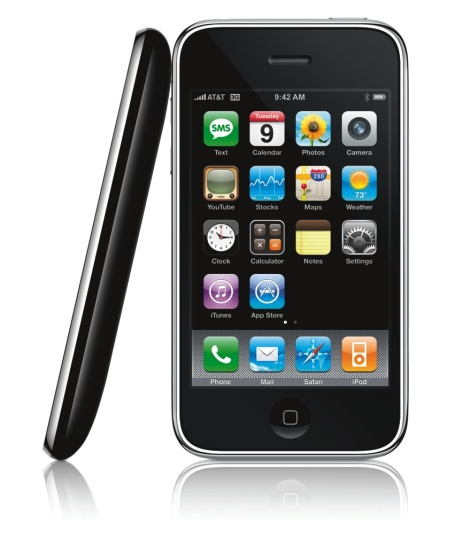 AT&T 3G 9:42 AM
SMS Tuesday 9 280 73°
Text Calendar Photos Camera
YouTube Stocks Maps Weather
Clock Calculator Notes Settings
iTunes App Store
Phone Mail Safari iPod